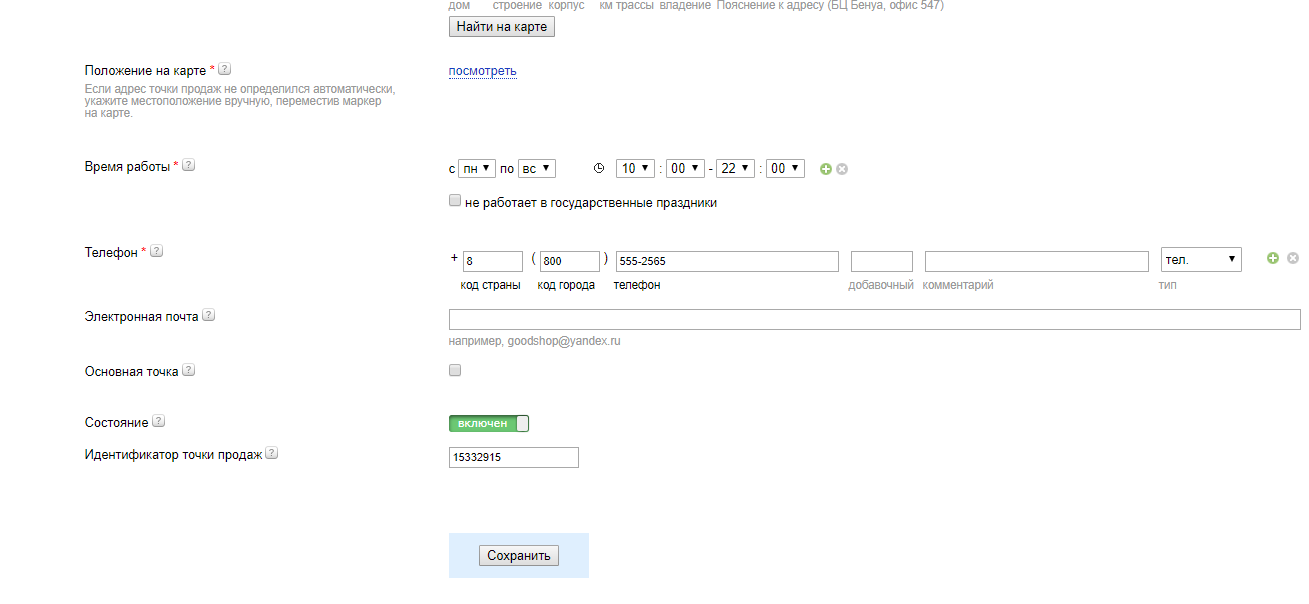 дом строение корпус км трассы владение Пояснение к адресу (БЦ Бенуа, офис 547)
Найти на карте
Положение на карте * ?
посмотреть
Если адрес точки продаж не определился автоматически,
укажите местоположение вручную, переместив маркер
на карте.
Время работы * ?
с пн по вс 10 : 00 - 22 : 00
не работает в государственные праздники
Телефон * ?
+ 8 ( 800 ) 555-2565 тел.
код страны код города телефон добавочный комментарий тип
Электронная почта ?
например, goodshop@yandex.ru
Основная точка ?
Состояние ?
включен
Идентификатор точки продаж ?
15332915
Сохранить